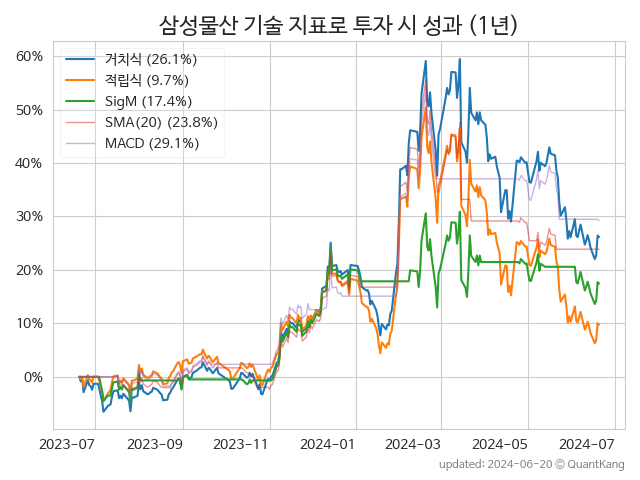 삼성물산 기술 지표로 투자 시 성과 (1년)
거치식 (26.1%)
적립식 (9.7%)
SigM (17.4%)
SMA(20) (23.8%)
MACD (29.1%)
60%
50%
40%
30%
20%
10%
0%
2023-07 2023-09 2023-11 2024-01 2024-03 2024-05 2024-07
updated: 2024-06-20 © QuantKang